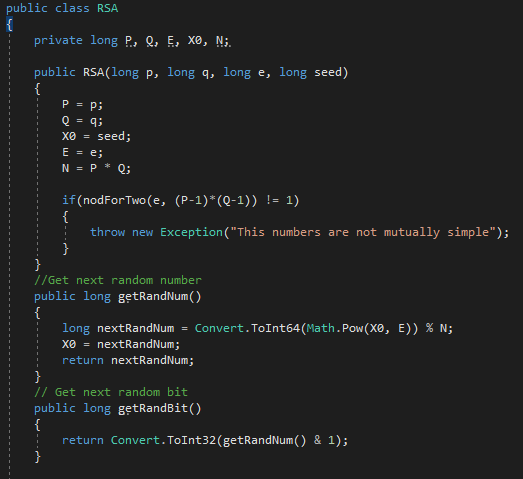 public class RSA
{
private long P, Q, E, X0, N;
public RSA(long p, long q, long e, long seed)
{
P = p;
Q = q;
X0 = seed;
E = e;
N = P * Q;
if(nodForTwo(e, (P-1)*(Q-1)) != 1)
{
throw new Exception("This numbers are not mutually simple");
}
}
//Get next random number
public long getRandNum()
{
long nextRandNum = Convert.ToInt64(Math.Pow(X0, E)) % N;
X0 = nextRandNum;
return nextRandNum;
}
// Get next random bit
public long getRandBit()
{
return Convert.ToInt32(getRandNum() & 1);
}